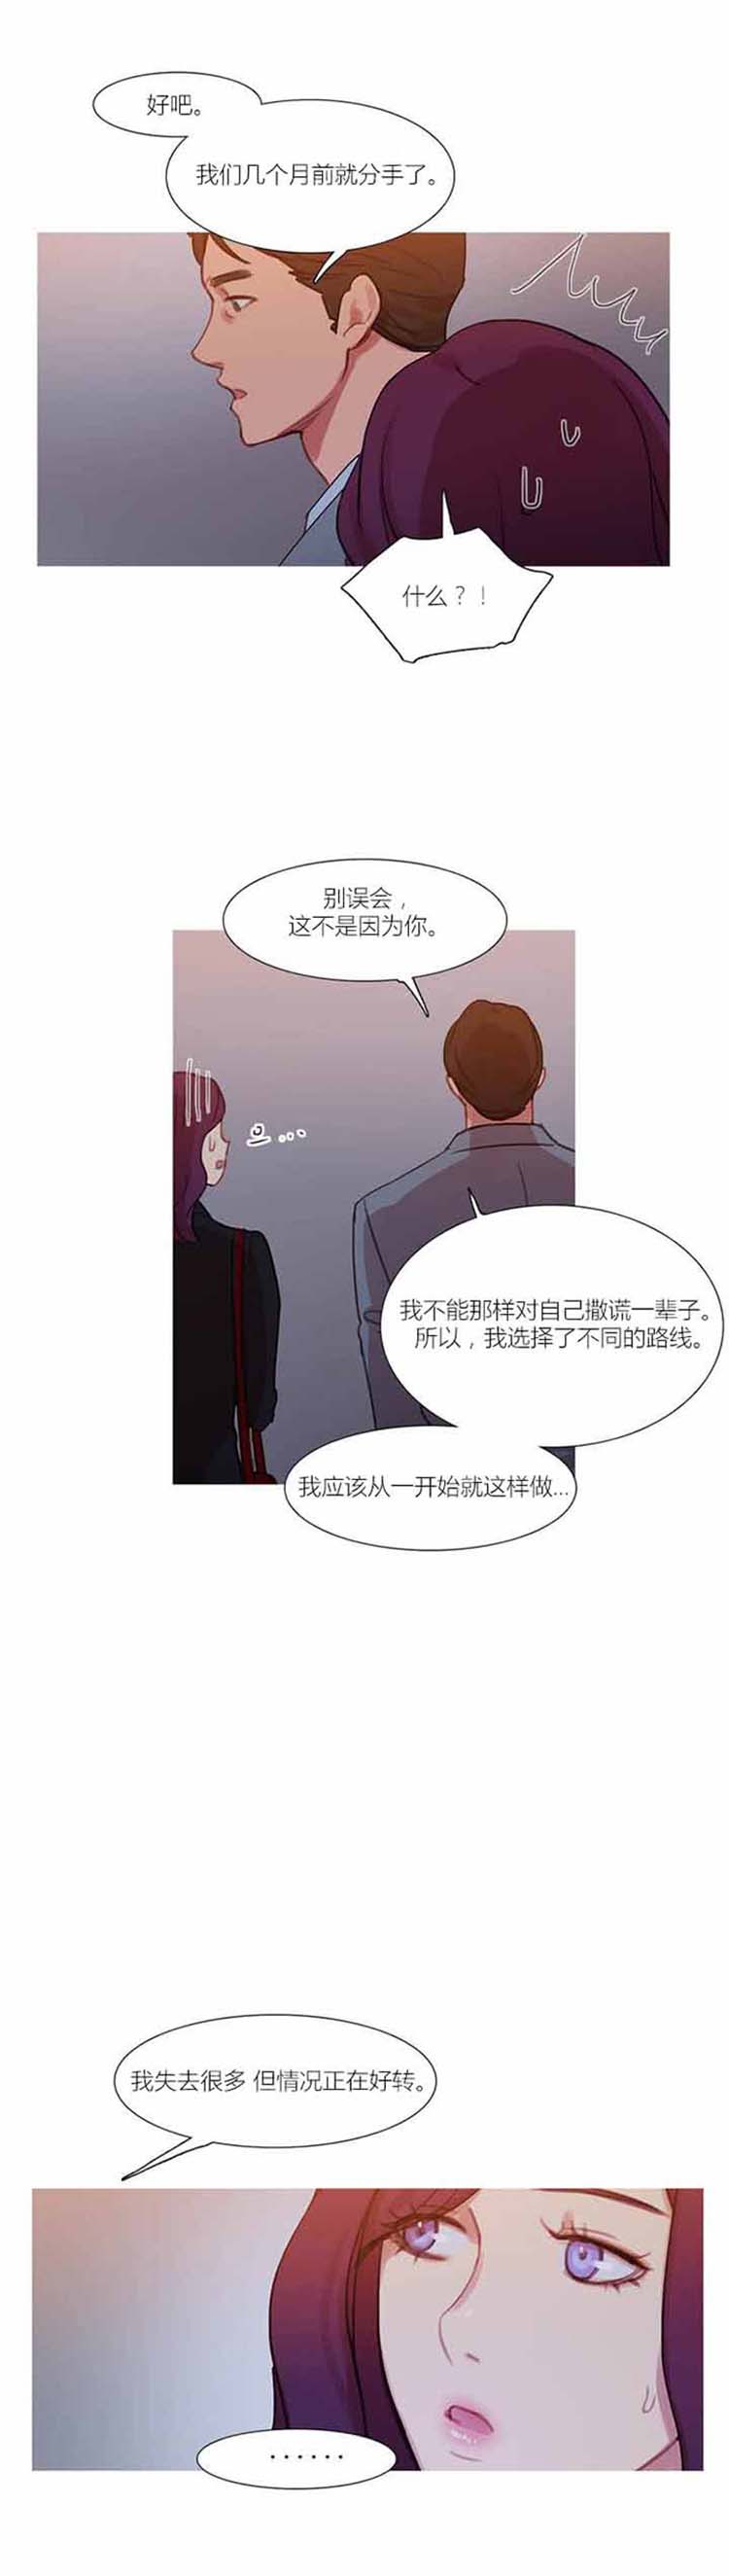 好吧。
我们几个月前就分手了。
什么？！
别误会，
这不是因为你。
我不能那样对自己撒谎一辈子。
所以，我选择了不同的路线。
我应该从一开始就这样做...
我失去很多 但情况正在好转。
······